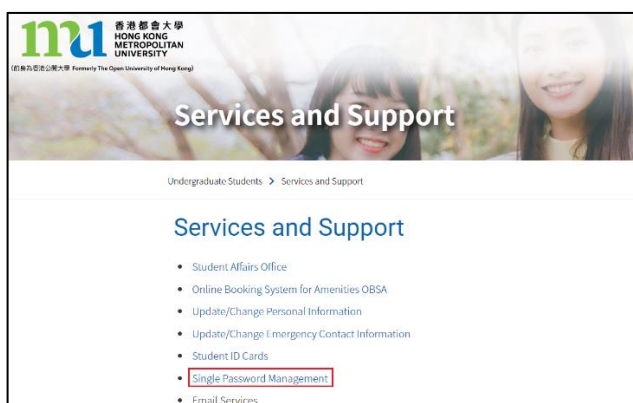 香港都會大學
HONG KONG
METROPOLITAN
UNIVERSITY
(前身為香港公開大學 Formerly The Open University of Hong Kong)
Services and Support
Undergraduate Students > Services and Support
Services and Support
• Student Affairs Office
• Online Booking System for Amenities OBSA
• Update/Change Personal Information
• Update/Change Emergency Contact Information
• Student ID Cards
• Single Password Management
• Email Services